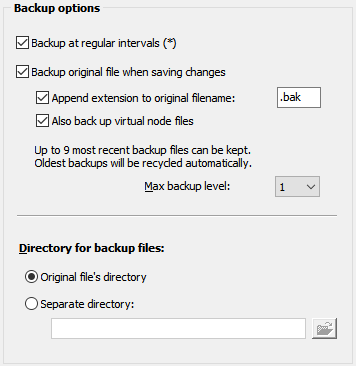 Backup options
Backup at regular intervals (*)
Backup original file when saving changes
Append extension to original filename: .bak
Also back up virtual node files
Up to 9 most recent backup files can be kept.
Oldest backups will be recycled automatically.
Max backup level: 1
Directory for backup files:
Original file's directory
Separate directory: